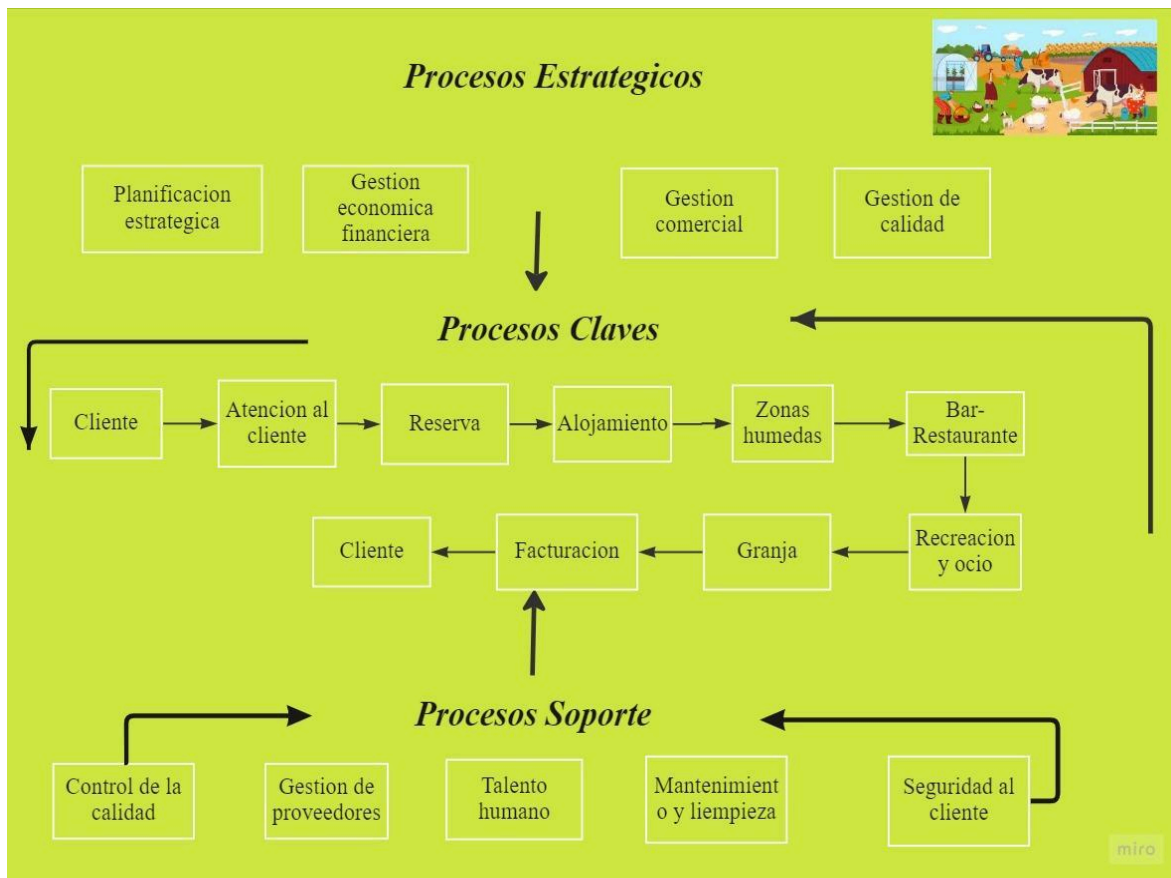 Procesos Estrategicos
Planificacion
estrategica
Gestion
economica
financiera
Gestion
comercial
Gestion de
calidad
Procesos Claves
Cliente
Atencion al
cliente
Reserva
Alojamiento
Zonas
humedas
Bar-
Restaurante
Recreacion
y ocio
Granja
Facturacion
Cliente
Procesos Soporte
Control de la
calidad
Gestion de
proveedores
Talento
humano
Mantenimient
o y liempieza
Seguridad al
cliente
miro